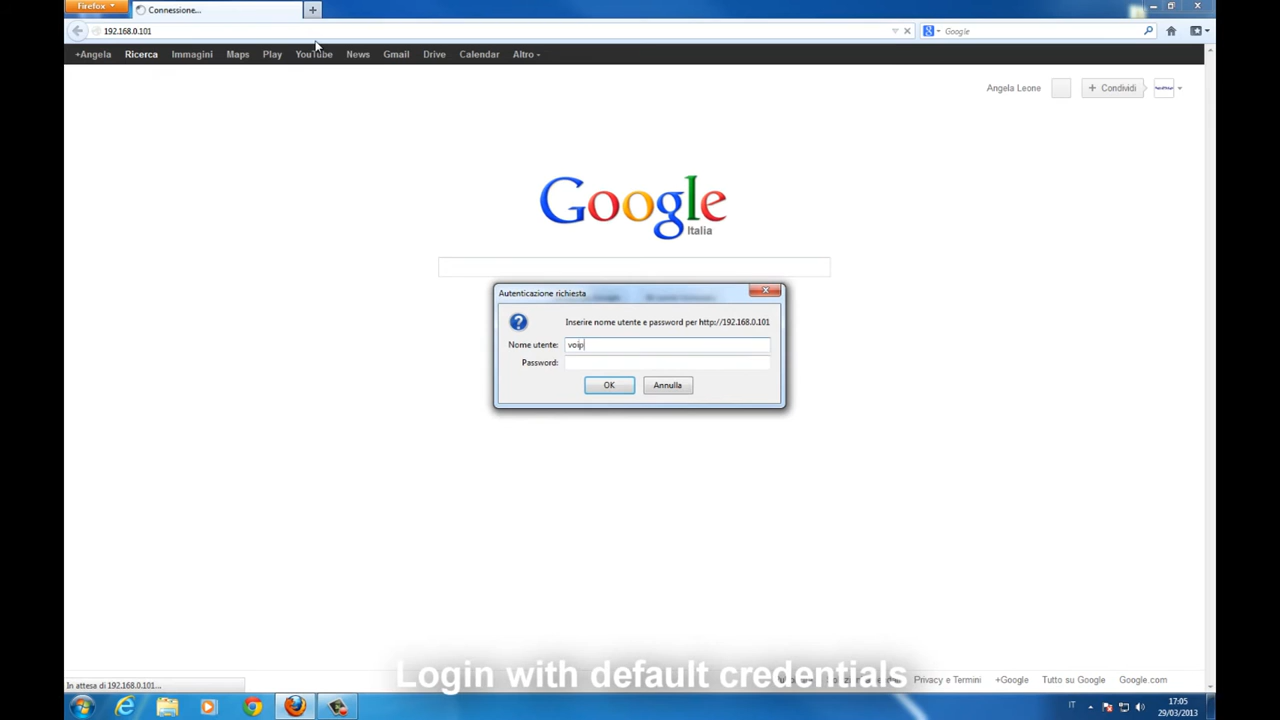 Firefox
Connessione...
192.168.0.101
Google
+Angela Ricerca Immagini Maps Play YouTube News Gmail Drive Calendar Altro
Angela Leone
+ Condividi
Google
Italia
Autenticazione richiesta
Inserire nome utente e password per http://192.168.0.101
Nome utente: voip
Password:
OK Annulla
In attesa di 192.168.0.101...
Login with default credentials
Privacy e Termini +Google Tutto su Google Google.com
IT
17:05
29/03/2013